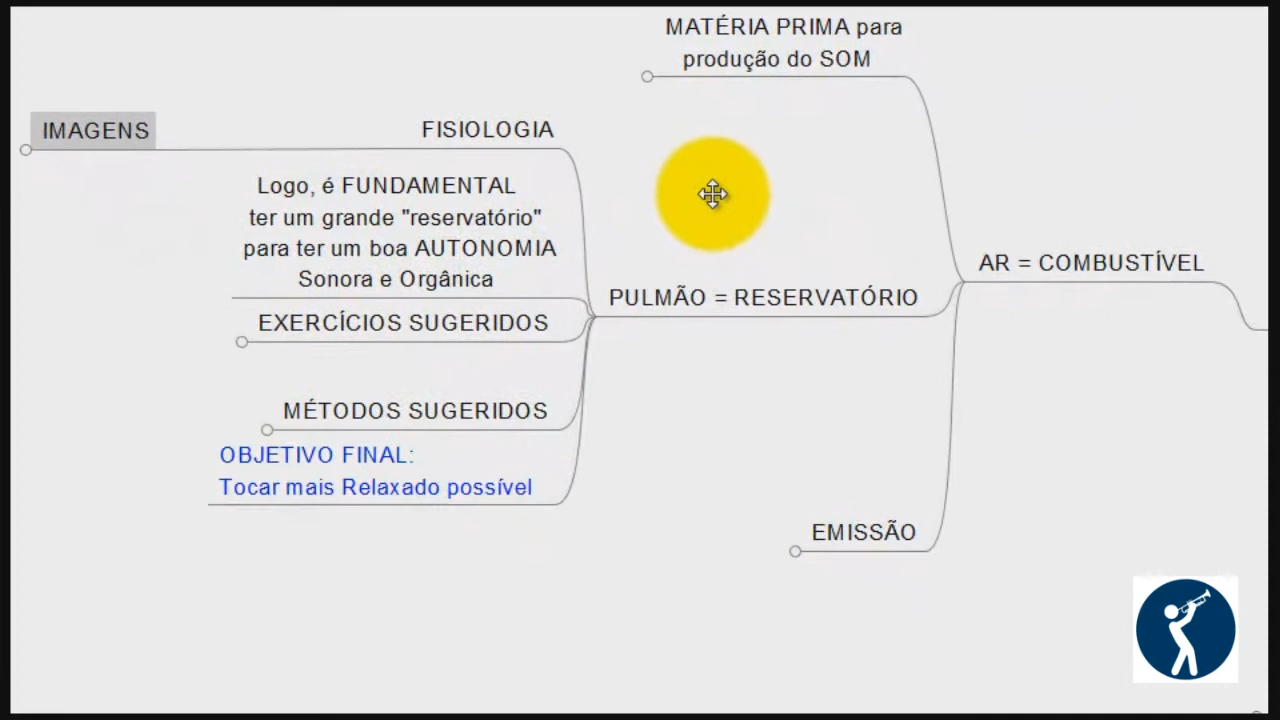 MATÉRIA PRIMA para
produção do SOM
IMAGENS
FISIOLOGIA
Logo, é FUNDAMENTAL
ter um grande "reservatório"
para ter um boa AUTONOMIA
Sonora e Orgânica
AR = COMBUSTÍVEL
PULMÃO = RESERVATÓRIO
EXERCÍCIOS SUGERIDOS
MÉTODOS SUGERIDOS
OBJETIVO FINAL:
Tocar mais Relaxado possível
EMISSÃO